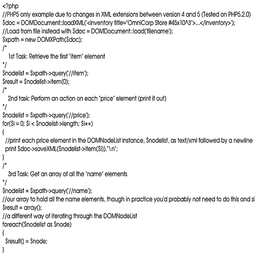 <?php
//PHP5 only example due to changes in XML extensions between version 4 and 5 (Tested on PHP5.2.0)
$doc = DOMDocument::loadXML('<inventory title="OmniCorp Store #45x10^3">...</inventory>');
//Load from file instead with $doc = DOMDocument::load('filename');
$xpath = new DOMXPath($doc);
/*
1st Task: Retrieve the first "item" element
*/
$nodelist = $xpath->query('//item');
$result = $nodelist->item(0);
/*
2nd task: Perform an action on each "price" element (print it out)
*/
$nodelist = $xpath->query('//price');
for($i = 0; $i < $nodelist->length; $i++)
{
//print each price element in the DOMNodeList instance, $nodelist, as text/xml followed by a newline
print $doc->saveXML($nodelist->item($i))."\n";
}
/*
3rd Task: Get an array of all the "name" elements
*/
$nodelist = $xpath->query('//name');
//our array to hold all the name elements, though in practice you'd probably not need to do this and si
$result = array();
//a different way of iterating through the DOMNodeList
foreach($nodelist as $node)
{
$result[] = $node;
}